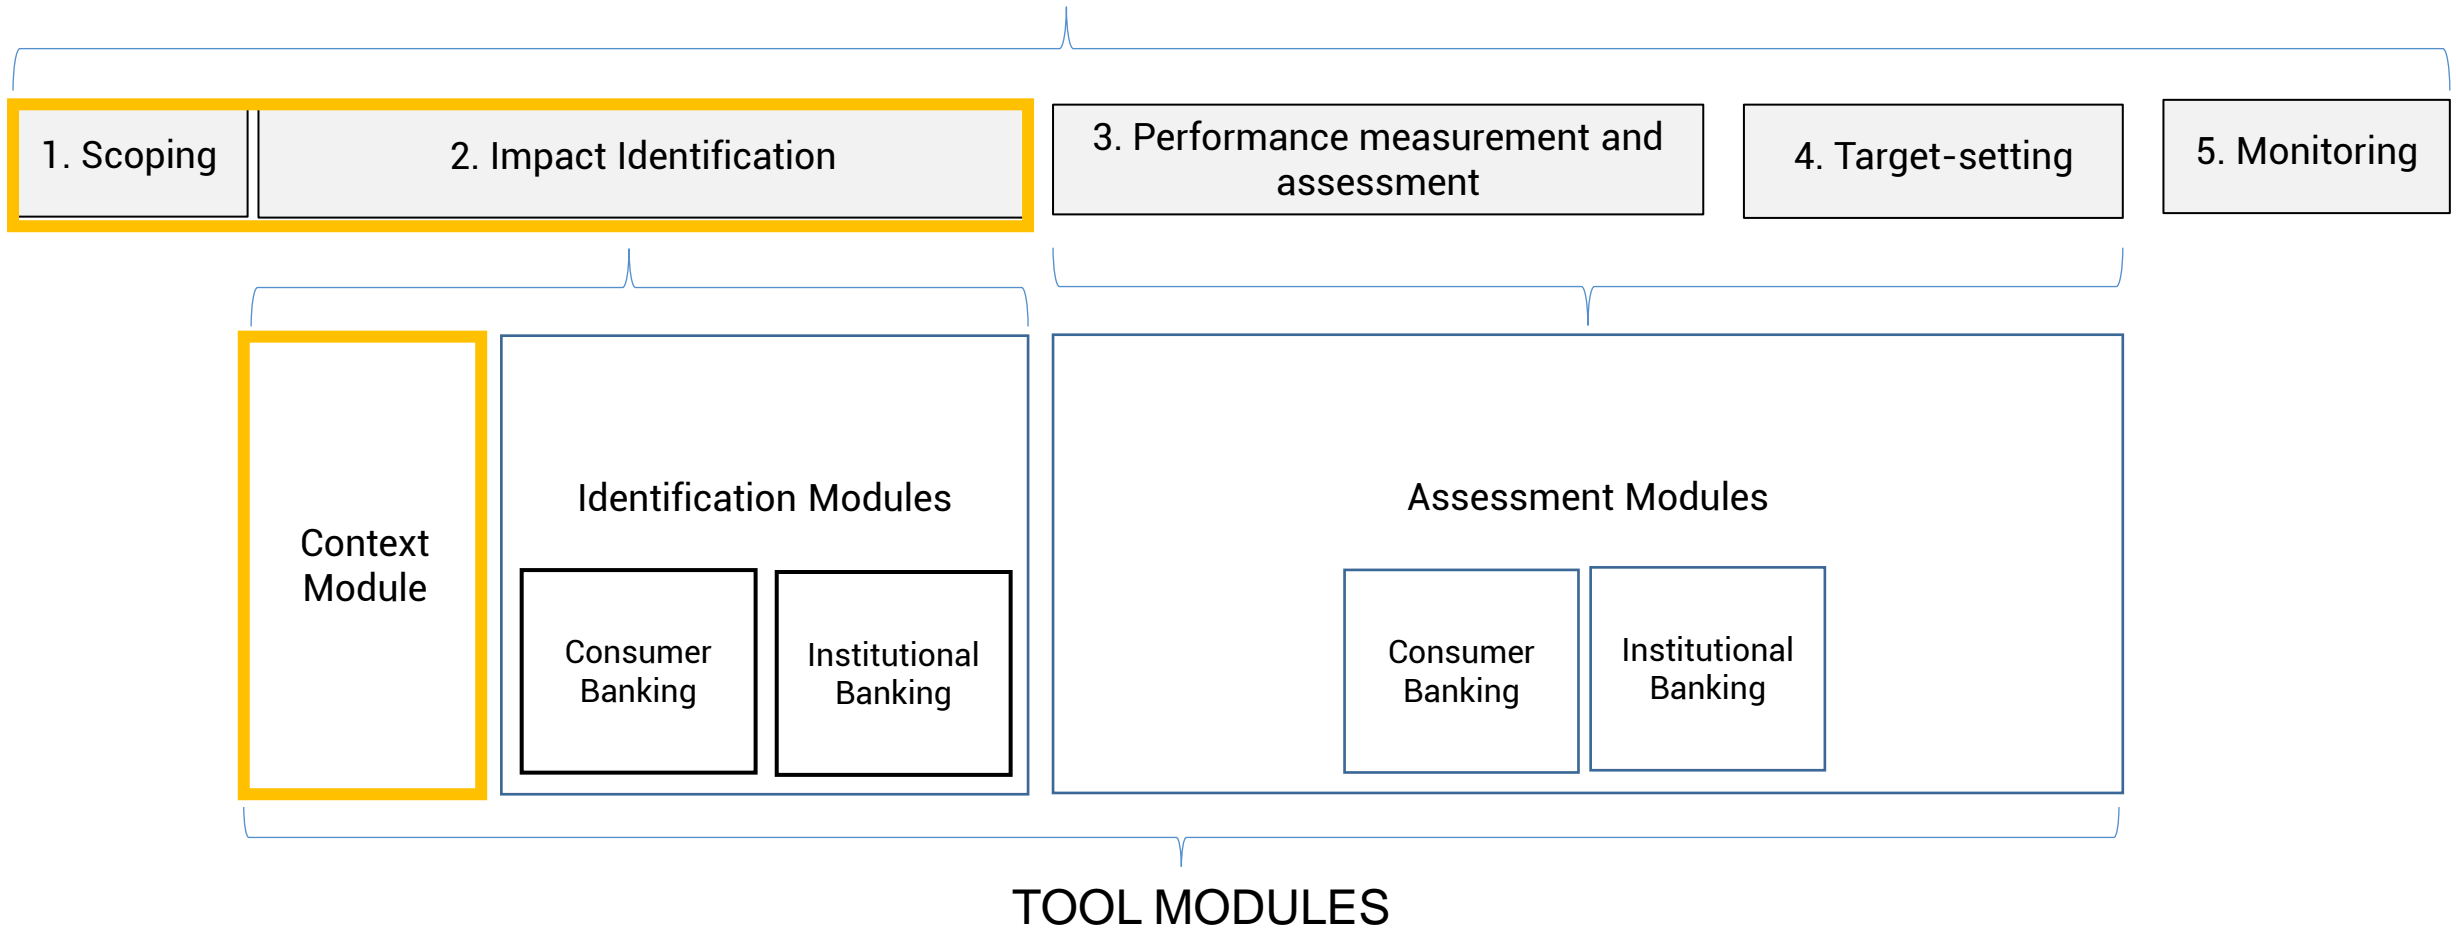 1. Scoping
2. Impact Identification
3. Performance measurement and
assessment
4. Target-setting
5. Monitoring
Context
Module
Identification Modules
Consumer
Banking
Institutional
Banking
Assessment Modules
Consumer
Banking
Institutional
Banking
TOOL MODULES